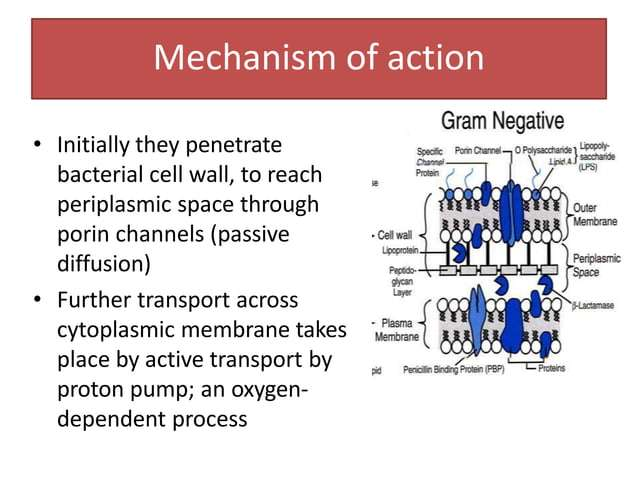 Mechanism of action
• Initially they penetrate
bacterial cell wall, to reach
periplasmic space through
porin channels (passive
diffusion)
• Further transport across
cytoplasmic membrane takes
place by active transport by
proton pump; an oxygen-
dependent process
Gram Negative
Specific
Channel
Protein
Porin Channel
O Polysaccharide
Lipid A
Lipopoly-
saccharide
(LPS)
se
Outer
Membrane
Cell wall
Lipoprotein
Peptido-
glycan
Layer
Periplasmic
Space
β-Lactamase
Plasma
Membrane
pid
Penicillin Binding Protein (PBP)
Proteins